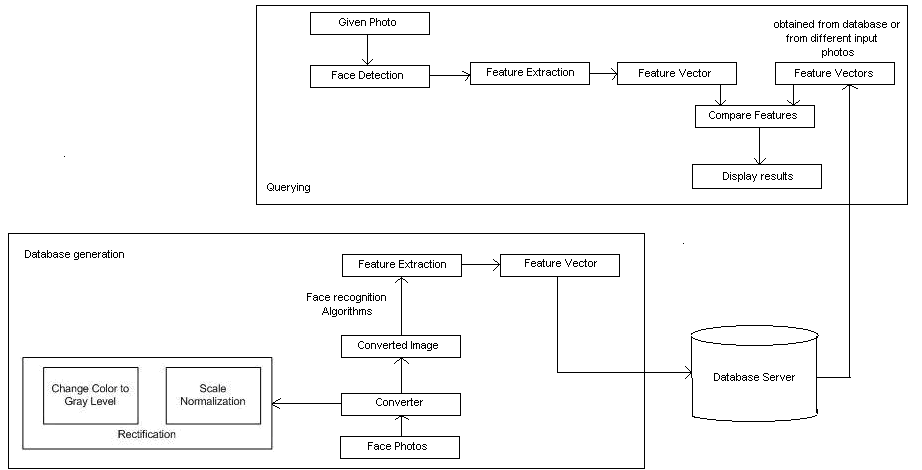 Given Photo
obtained from database or
from different input
photos
Face Detection
Feature Extraction
Feature Vector
Feature Vectors
Compare Features
Display results
Querying
Database generation
Feature Extraction
Feature Vector
Face recognition
Algorithms
Converted Image
Database Server
Change Color to
Gray Level
Scale
Normalization
Rectification
Converter
Face Photos